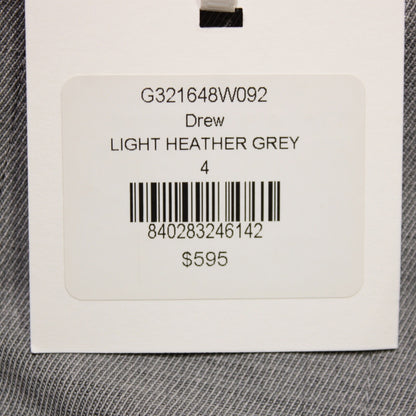 G321648W092
Drew
LIGHT HEATHER GREY
4
840283246142
$595